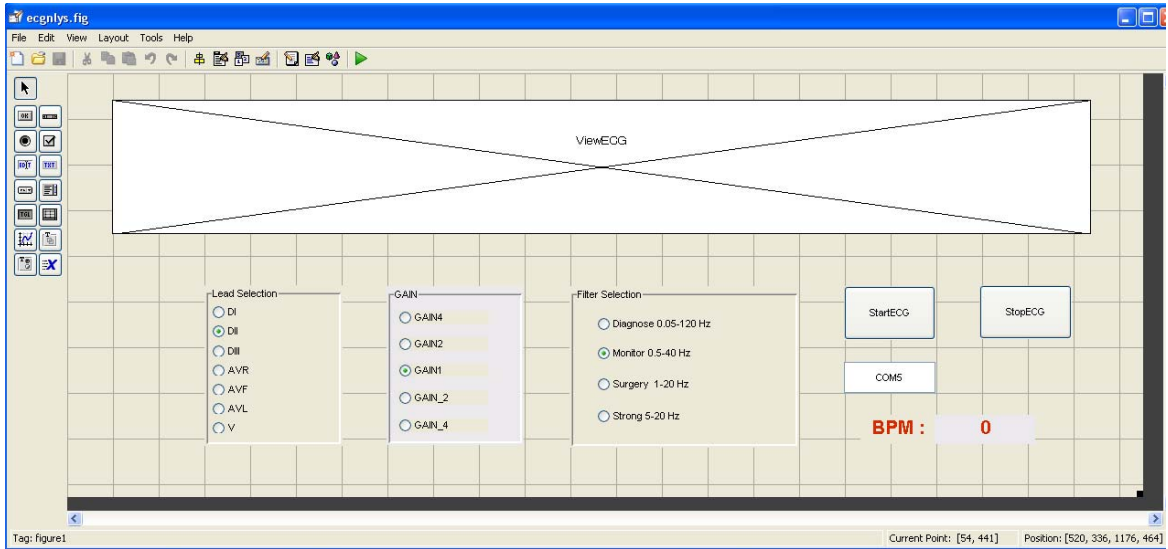 ecgnlys.fig
File Edit View Layout Tools Help
ViewECG
Lead Selection
DI
DII
DIII
AVR
AVF
AVL
V
GAIN
GAIN4
GAIN2
GAIN1
GAIN_2
GAIN_4
Filter Selection
Diagnose 0.05-120 Hz
Monitor 0.5-40 Hz
Surgery 1-20 Hz
Strong 5-20 Hz
StartECG
StopECG
COM5
BPM : 0
Tag: figure1
Current Point: [54, 441]
Position: [520, 336, 1176, 464]